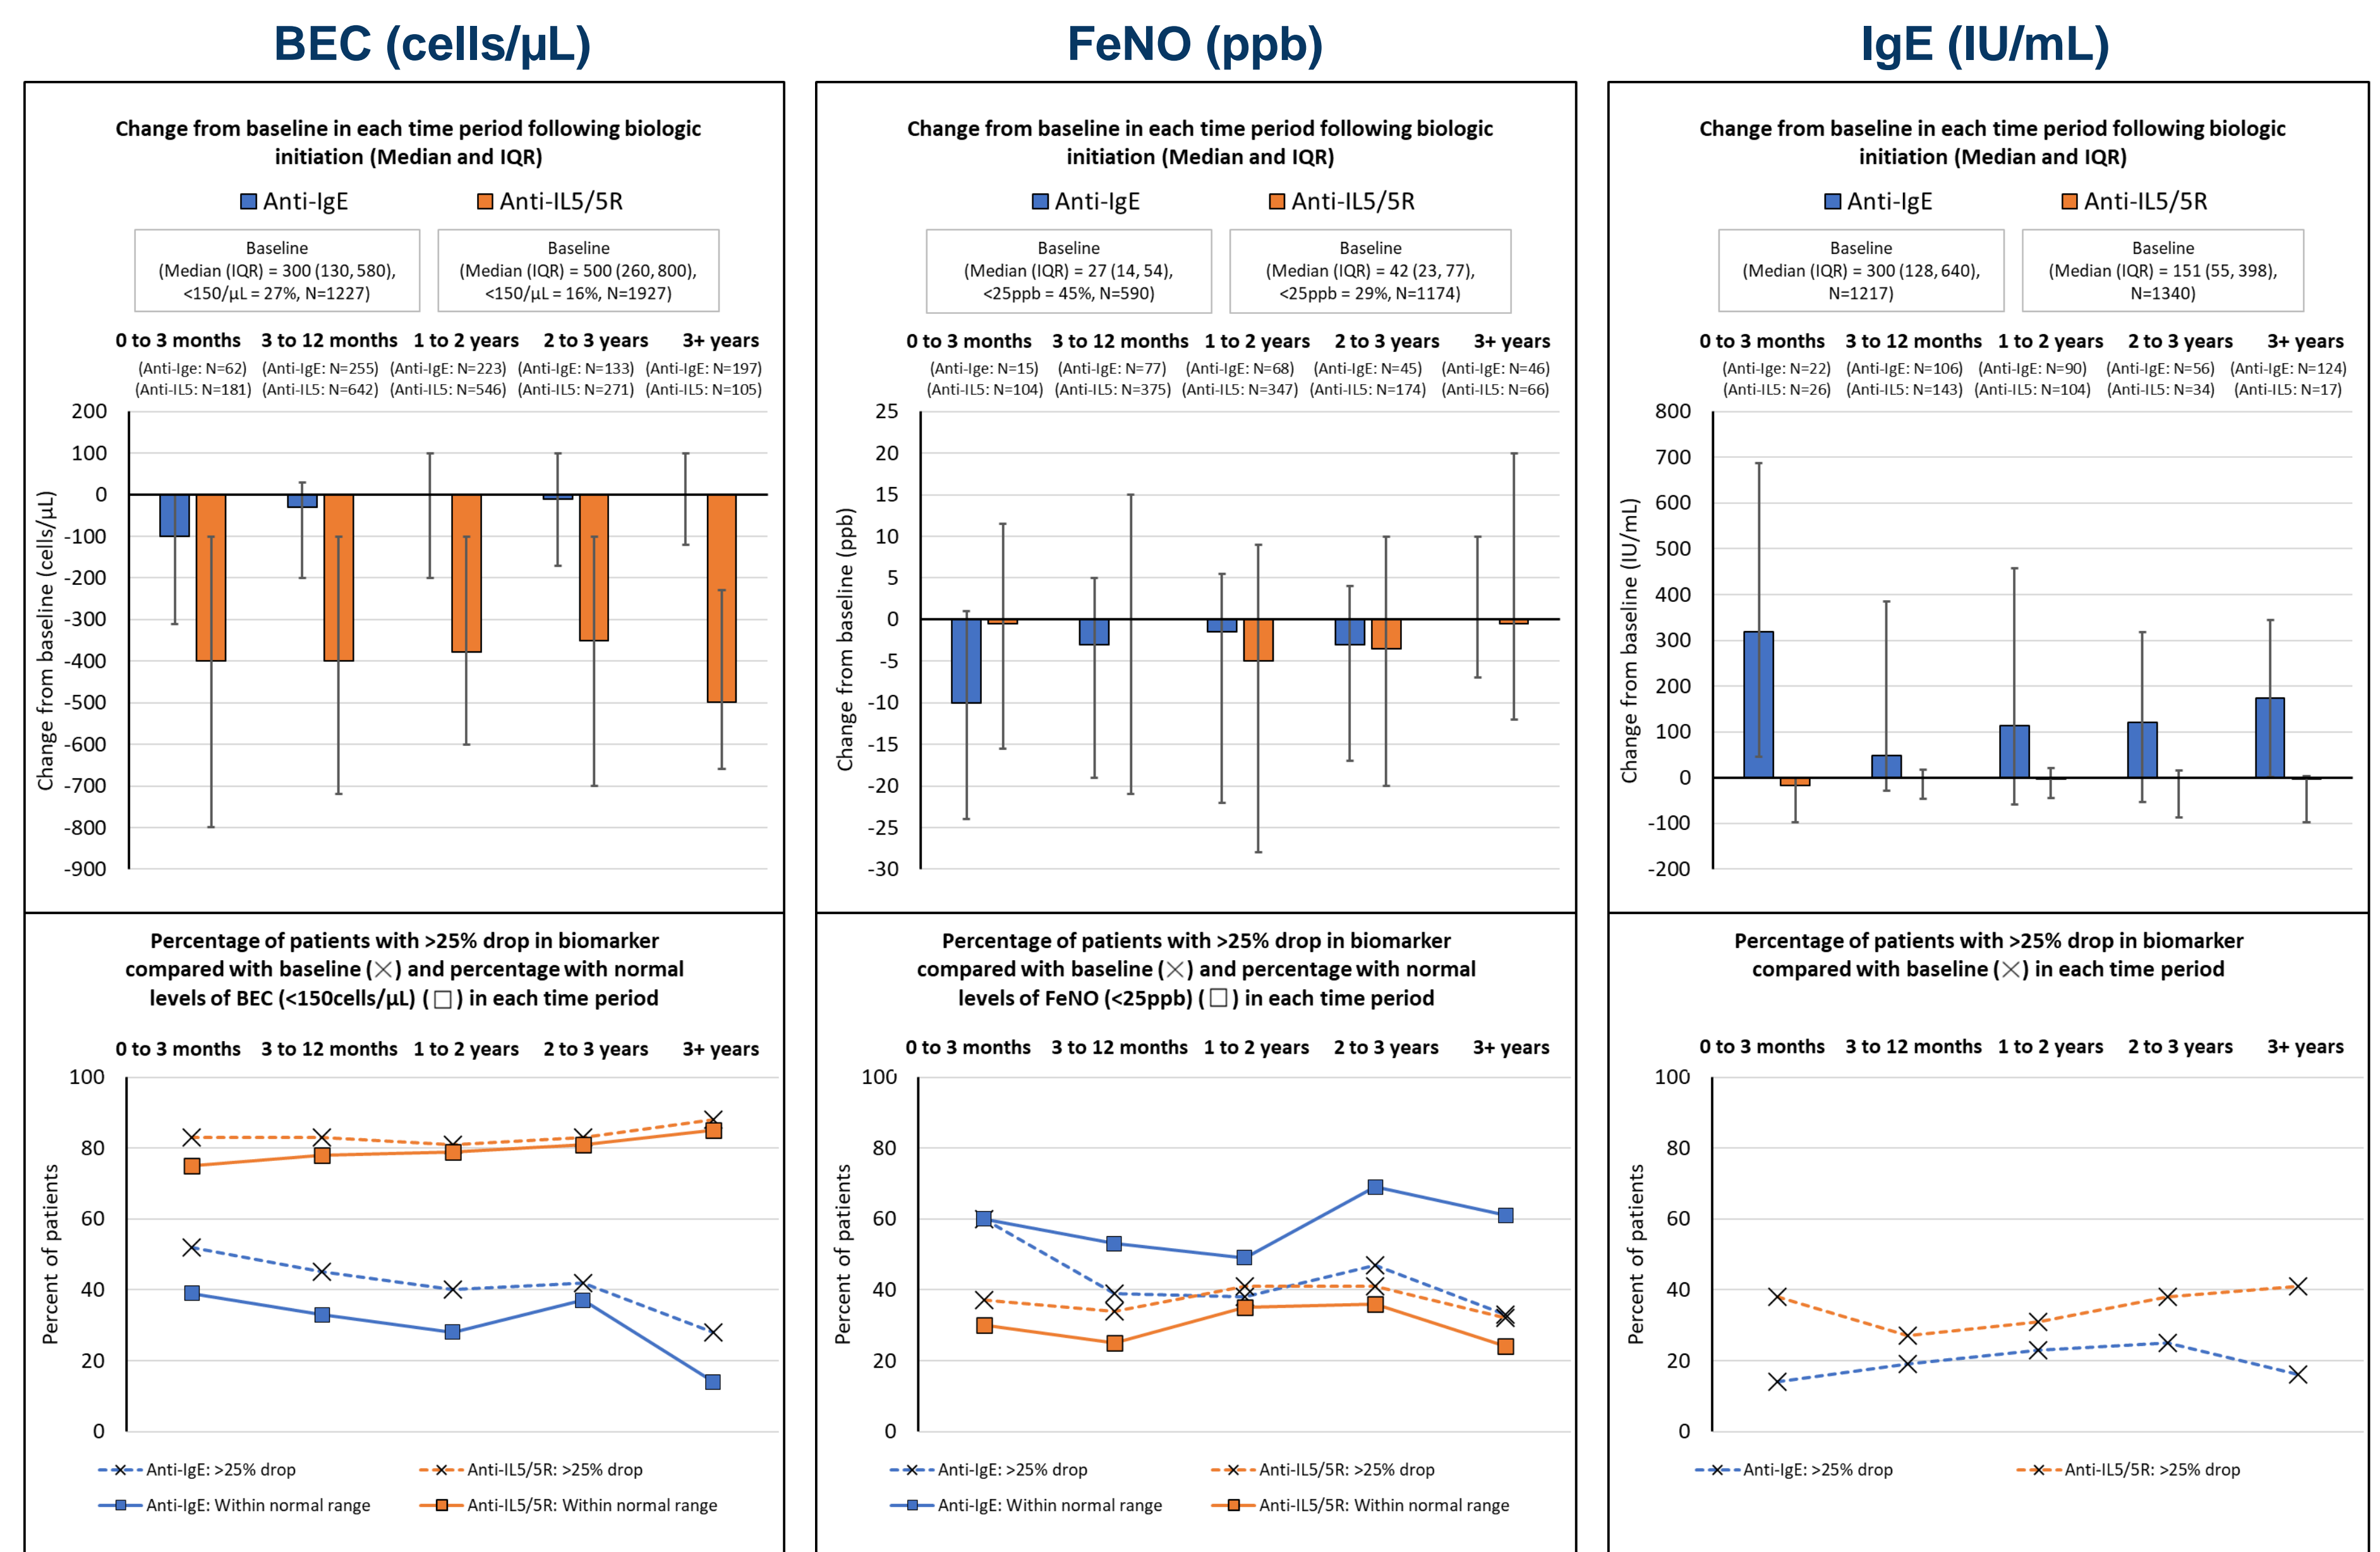 BEC (cells/µL)
Change from baseline in each time period following biologic
initiation (Median and IQR)
Anti-IgE
Anti-IL5/5R
Baseline
(Median (IQR) = 300 (130, 580),
<150/µL = 27%, N=1227)
Baseline
(Median (IQR) = 500 (260, 800),
<150/µL = 16%, N=1927)
0 to 3 months 3 to 12 months 1 to 2 years 2 to 3 years 3+ years
(Anti-Ige: N=62) (Anti-IgE: N=255) (Anti-IgE: N=223) (Anti-IgE: N=133) (Anti-IgE: N=197)
(Anti-IL5: N=181) (Anti-IL5: N=642) (Anti-IL5: N=546) (Anti-IL5: N=271) (Anti-IL5: N=105)
Change from baseline (cells/µL)
200
100
0
-100
-200
-300
-400
-500
-600
-700
-800
-900
Percentage of patients with >25% drop in biomarker
compared with baseline (×) and percentage with normal
levels of BEC (<150cells/µL) (□) in each time period
0 to 3 months 3 to 12 months 1 to 2 years 2 to 3 years 3+ years
Percent of patients
100
80
60
40
20
0
Anti-IgE: >25% drop
Anti-IL5/5R: >25% drop
Anti-IgE: Within normal range
Anti-IL5/5R: Within normal range
FeNO (ppb)
Change from baseline in each time period following biologic
initiation (Median and IQR)
Anti-IgE
Anti-IL5/5R
Baseline
(Median (IQR) = 27 (14, 54),
<25ppb = 45%, N=590)
Baseline
(Median (IQR) = 42 (23, 77),
<25ppb = 29%, N=1174)
0 to 3 months 3 to 12 months 1 to 2 years 2 to 3 years 3+ years
(Anti-Ige: N=15) (Anti-IgE: N=77) (Anti-IgE: N=68) (Anti-IgE: N=45) (Anti-IgE: N=46)
(Anti-IL5: N=104) (Anti-IL5: N=375) (Anti-IL5: N=347) (Anti-IL5: N=174) (Anti-IL5: N=66)
Change from baseline (ppb)
25
20
15
10
5
0
-5
-10
-15
-20
-25
-30
Percentage of patients with >25% drop in biomarker
compared with baseline (×) and percentage with normal
levels of FeNO (<25ppb) (□) in each time period
0 to 3 months 3 to 12 months 1 to 2 years 2 to 3 years 3+ years
Percent of patients
100
80
60
40
20
0
Anti-IgE: >25% drop
Anti-IL5/5R: >25% drop
Anti-IgE: Within normal range
Anti-IL5/5R: Within normal range
IgE (IU/mL)
Change from baseline in each time period following biologic
initiation (Median and IQR)
Anti-IgE
Anti-IL5/5R
Baseline
(Median (IQR) = 300 (128, 640),
N=1217)
Baseline
(Median (IQR) = 151 (55, 398),
N=1340)
0 to 3 months 3 to 12 months 1 to 2 years 2 to 3 years 3+ years
(Anti-Ige: N=22) (Anti-IgE: N=106) (Anti-IgE: N=90) (Anti-IgE: N=56) (Anti-IgE: N=124)
(Anti-IL5: N=26) (Anti-IL5: N=143) (Anti-IL5: N=104) (Anti-IL5: N=34) (Anti-IL5: N=17)
Change from baseline (IU/mL)
800
700
600
500
400
300
200
100
0
-100
-200
Percentage of patients with >25% drop in biomarker
compared with baseline (×) in each time period
0 to 3 months 3 to 12 months 1 to 2 years 2 to 3 years 3+ years
Percent of patients
100
80
60
40
20
0
Anti-IgE: >25% drop
Anti-IL5/5R: >25% drop